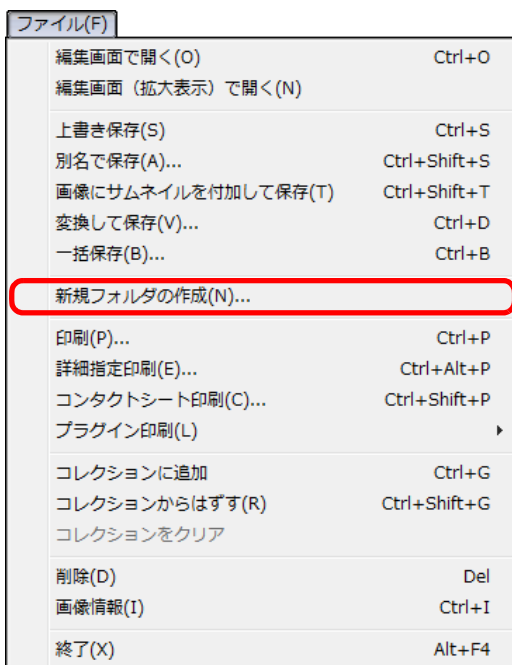 ファイル(F)
編集画面で開く(O) Ctrl+O
編集画面（拡大表示）で開く(N)
上書き保存(S) Ctrl+S
別名で保存(A)... Ctrl+Shift+S
画像にサムネイルを付加して保存(T) Ctrl+Shift+T
変換して保存(V)... Ctrl+D
一括保存(B)... Ctrl+B
新規フォルダの作成(N)...
印刷(P)... Ctrl+P
詳細指定印刷(E)... Ctrl+Alt+P
コンタクトシート印刷(C)... Ctrl+Shift+P
プラグイン印刷(L)
コレクションに追加 Ctrl+G
コレクションからはずす(R) Ctrl+Shift+G
コレクションをクリア
削除(D) Del
画像情報(I) Ctrl+I
終了(X) Alt+F4